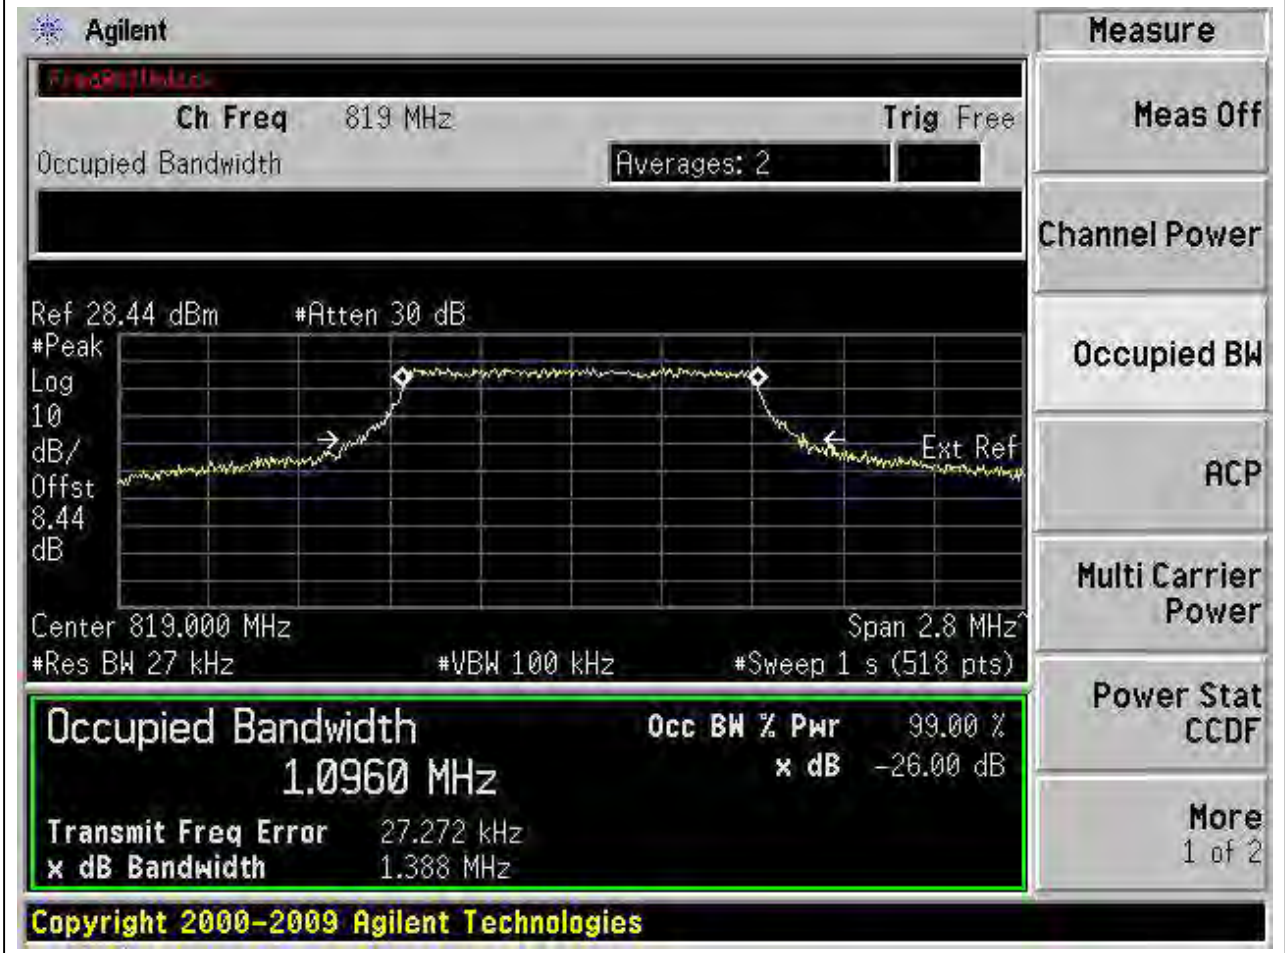 Agilent
Measure
Ch Freq 819 MHz Trig Free
Meas Off
Occupied Bandwidth Averages: 2
Channel Power
Ref 28.44 dBm #Atten 30 dB
#Peak
Log
10
dB/
Offst
8.44
dB
Ext Ref
Occupied BW
ACP
Center 819.000 MHz Span 2.8 MHz
#Res BW 27 kHz #VBW 100 kHz #Sweep 1 s (518 pts)
Multi Carrier
Power
Occupied Bandwidth
1.0960 MHz
Occ BW % Pwr 99.00 %
x dB -26.00 dB
Transmit Freq Error 27.272 kHz
x dB Bandwidth 1.388 MHz
Power Stat
CCDF
More
1 of 2
Copyright 2000-2009 Agilent Technologies